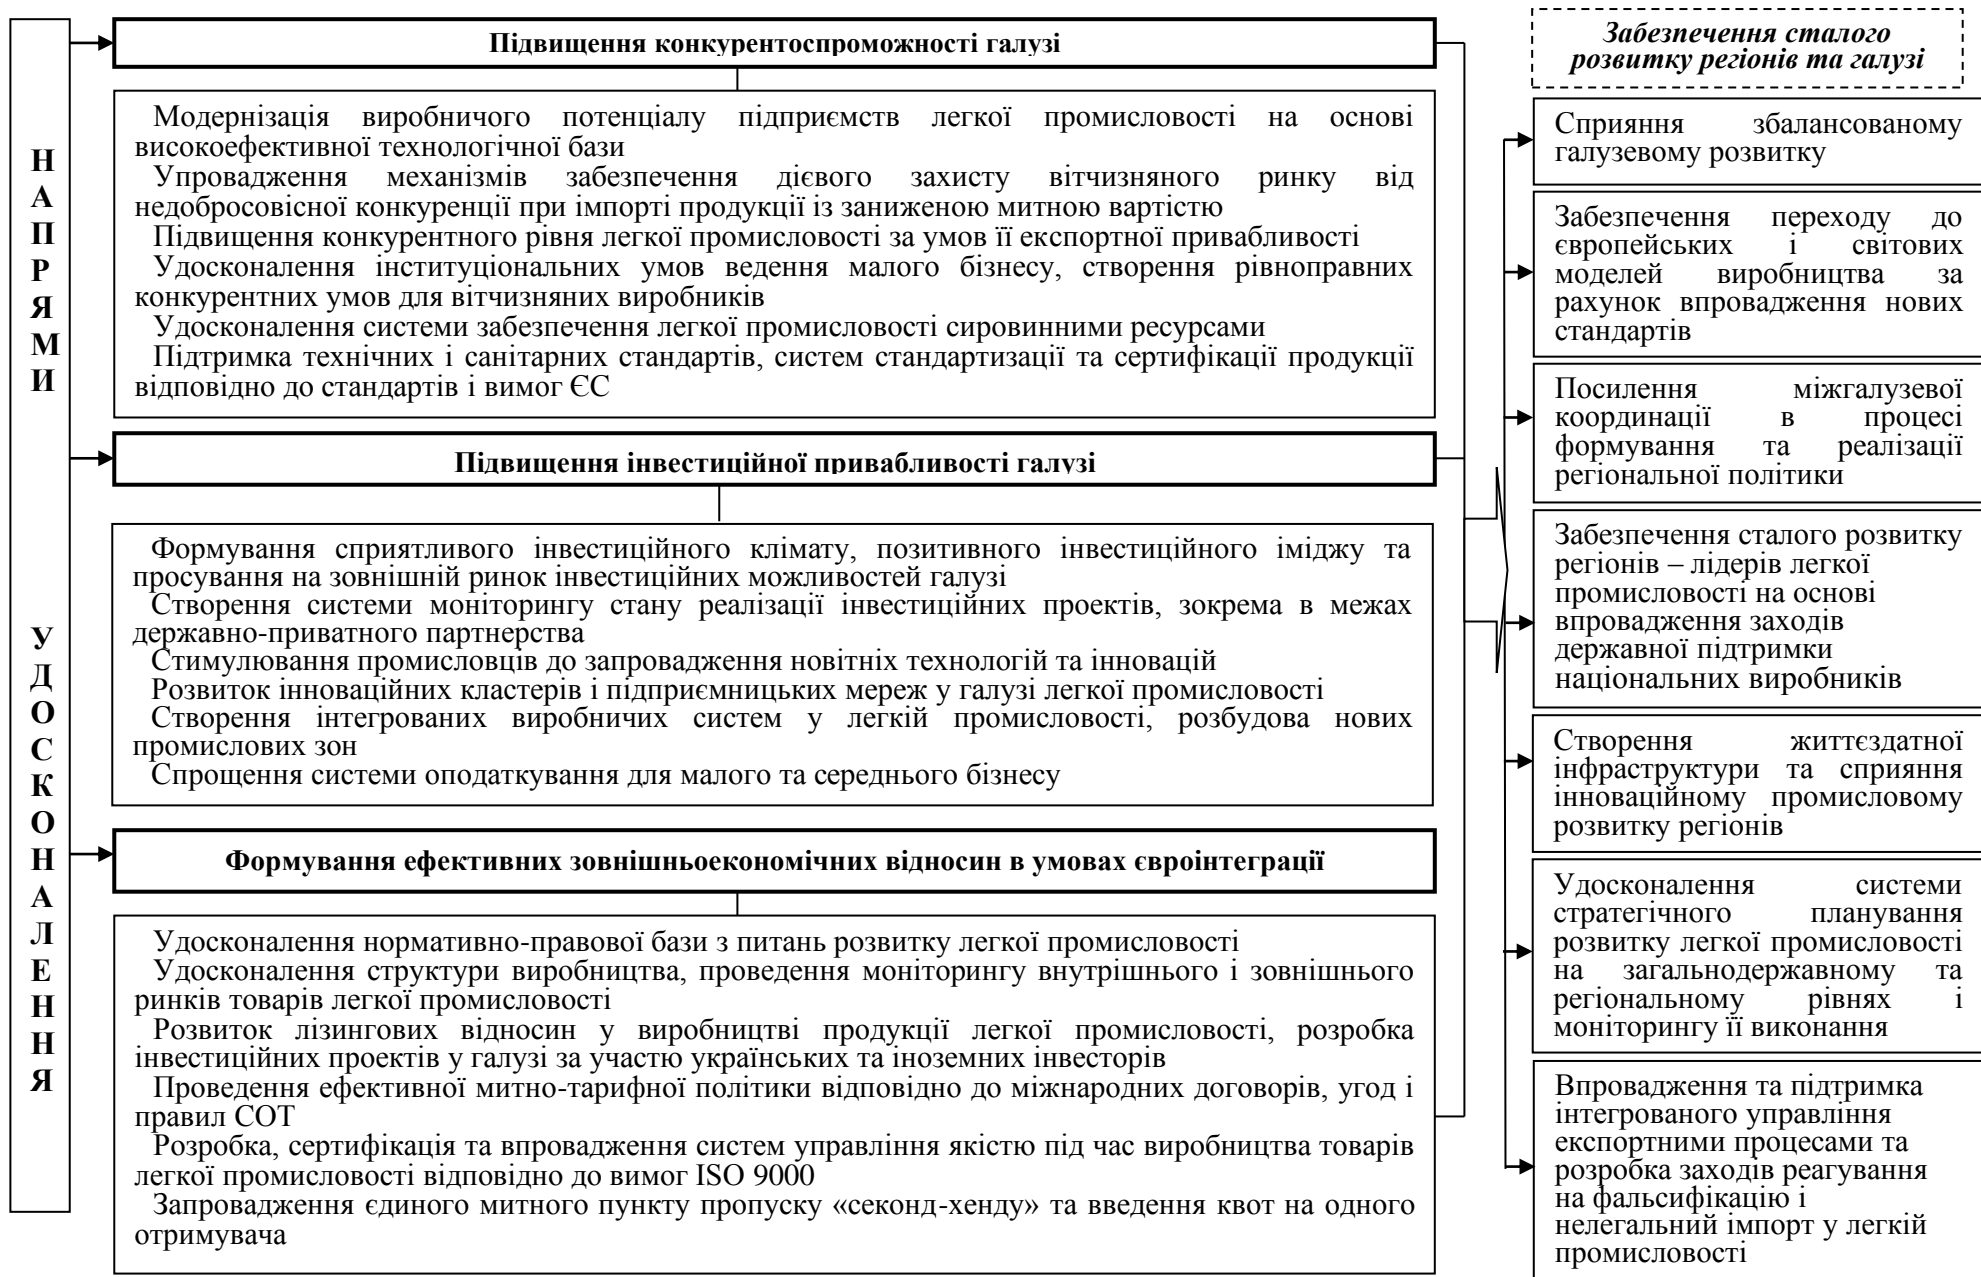 НАПРЯМИ УДОСКОНАЛЕННЯ
Підвищення конкурентоспроможності галузі
Модернізація виробничого потенціалу підприємств легкої промисловості на основі
високоефективної технологічної бази
Упровадження механізмів забезпечення дієвого захисту вітчизняного ринку від
недобросовісної конкуренції при імпорті продукції із заниженою митною вартістю
Підвищення конкурентного рівня легкої промисловості за умов її експортної привабливості
Удосконалення інституціональних умов ведення малого бізнесу, створення рівноправних
конкурентних умов для вітчизняних виробників
Удосконалення системи забезпечення легкої промисловості сировинними ресурсами
Підтримка технічних і санітарних стандартів, систем стандартизації та сертифікації продукції
відповідно до стандартів і вимог ЄС
Підвищення інвестиційної привабливості галузі
Формування сприятливого інвестиційного клімату, позитивного інвестиційного іміджу та
просування на зовнішній ринок інвестиційних можливостей галузі
Створення системи моніторингу стану реалізації інвестиційних проектів, зокрема в межах
державно-приватного партнерства
Стимулювання промисловців до запровадження новітніх технологій та інновацій
Розвиток інноваційних кластерів і підприємницьких мереж у галузі легкої промисловості
Створення інтегрованих виробничих систем у легкій промисловості, розбудова нових
промислових зон
Спрощення системи оподаткування для малого та середнього бізнесу
Формування ефективних зовнішньоекономічних відносин в умовах євроінтеграції
Удосконалення нормативно-правової бази з питань розвитку легкої промисловості
Удосконалення структури виробництва, проведення моніторингу внутрішнього і зовнішнього
ринків товарів легкої промисловості
Розвиток лізингових відносин у виробництві продукції легкої промисловості, розробка
інвестиційних проектів у галузі за участю українських та іноземних інвесторів
Проведення ефективної митно-тарифної політики відповідно до міжнародних договорів, угод і
правил СОТ
Розробка, сертифікація та впровадження систем управління якістю під час виробництва товарів
легкої промисловості відповідно до вимог ISO 9000
Запровадження єдиного митного пункту пропуску «секонд-хенду» та введення квот на одного
отримувача
Забезпечення сталого
розвитку регіонів та галузі
Сприяння збалансованому
галузевому розвитку
Забезпечення переходу до
європейських і світових
моделей виробництва за
рахунок впровадження нових
стандартів
Посилення міжгалузевої
координації в процесі
формування та реалізації
регіональної політики
Забезпечення сталого розвитку
регіонів – лідерів легкої
промисловості на основі
впровадження заходів
державної підтримки
національних виробників
Створення життєздатної
інфраструктури та сприяння
інноваційному промисловому
розвитку регіонів
Удосконалення системи
стратегічного планування
розвитку легкої промисловості
на загальнодержавному та
регіональному рівнях і
моніторингу її виконання
Впровадження та підтримка
інтегрованого управління
експортними процесами та
розробка заходів реагування
на фальсифікацію і
нелегальний імпорт у легкій
промисловості